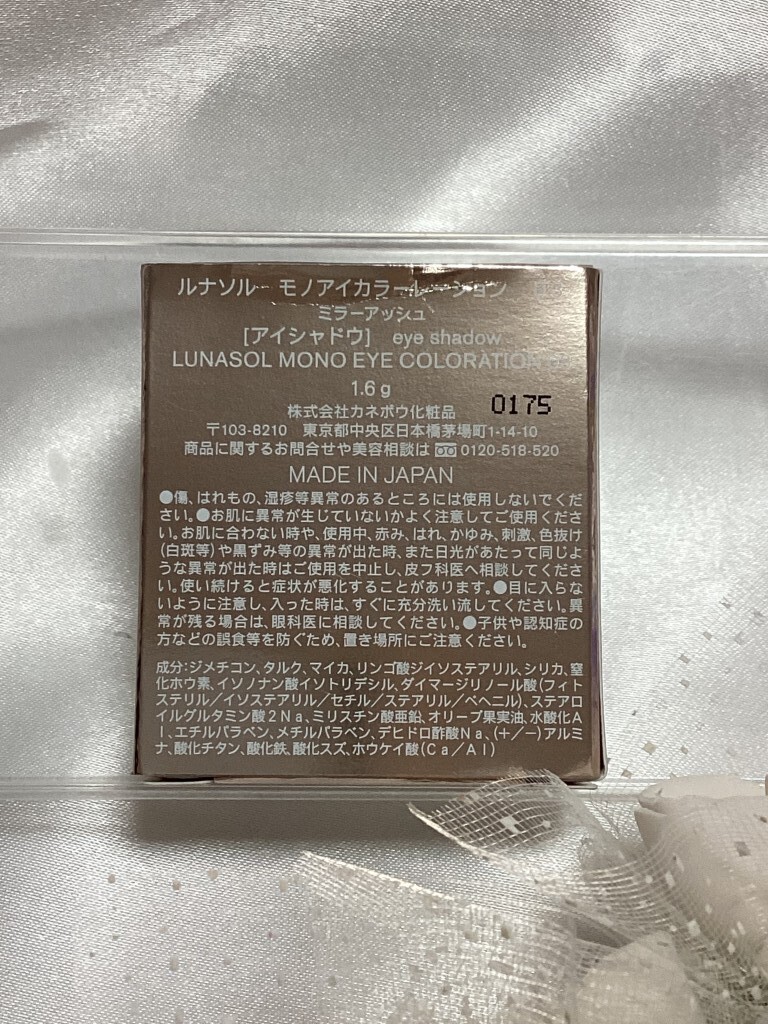 ルナソル モノアイカラーレーション
ミラーアッシュ
[アイシャドウ] eye shadow
LUNASOL MONO EYE COLORATION
1.6 g
0175
株式会社カネボウ化粧品
〒103-8210 東京都中央区日本橋茅場町1-14-10
商品に関するお問合せや美容相談は 0120-518-520
MADE IN JAPAN
●傷、はれもの、湿疹等異常のあるところには使用しないでくだ
さい。●お肌に異常が生じていないかよく注意してご使用くださ
い。お肌に合わない時や、使用中、赤み、はれ、かゆみ、刺激、色抜け
(白斑等)や黒ずみ等の異常が出た時、また日光があたって同じよ
うな異常が出た時はご使用を中止し、皮フ科医へ相談してくださ
い。使い続けると症状が悪化することがあります。●目に入らな
いように注意し、入った時は、すぐに充分洗い流してください。異
常が残る場合は、眼科医に相談してください。●子供や認知症の
方などの誤食等を防ぐため、置き場所にご注意ください。
成分:ジメチコン、タルク、マイカ、リンゴ酸ジイソステアリル、シリカ、窒
化ホウ素、イソノナン酸イソトリデシル、ダイマージリノール酸(フィト
ステリル/イソステアリル/セチル/ステアリル/ベヘニル)、ステアロ
イルグルタミン酸2Na、ミリスチン酸亜鉛、オリーブ果実油、水酸化A
l、エチルパラベン、メチルパラベン、デヒドロ酢酸Na、(+/-)アルミ
ナ、酸化チタン、酸化鉄、酸化スズ、ホウケイ酸(Ca/Al)